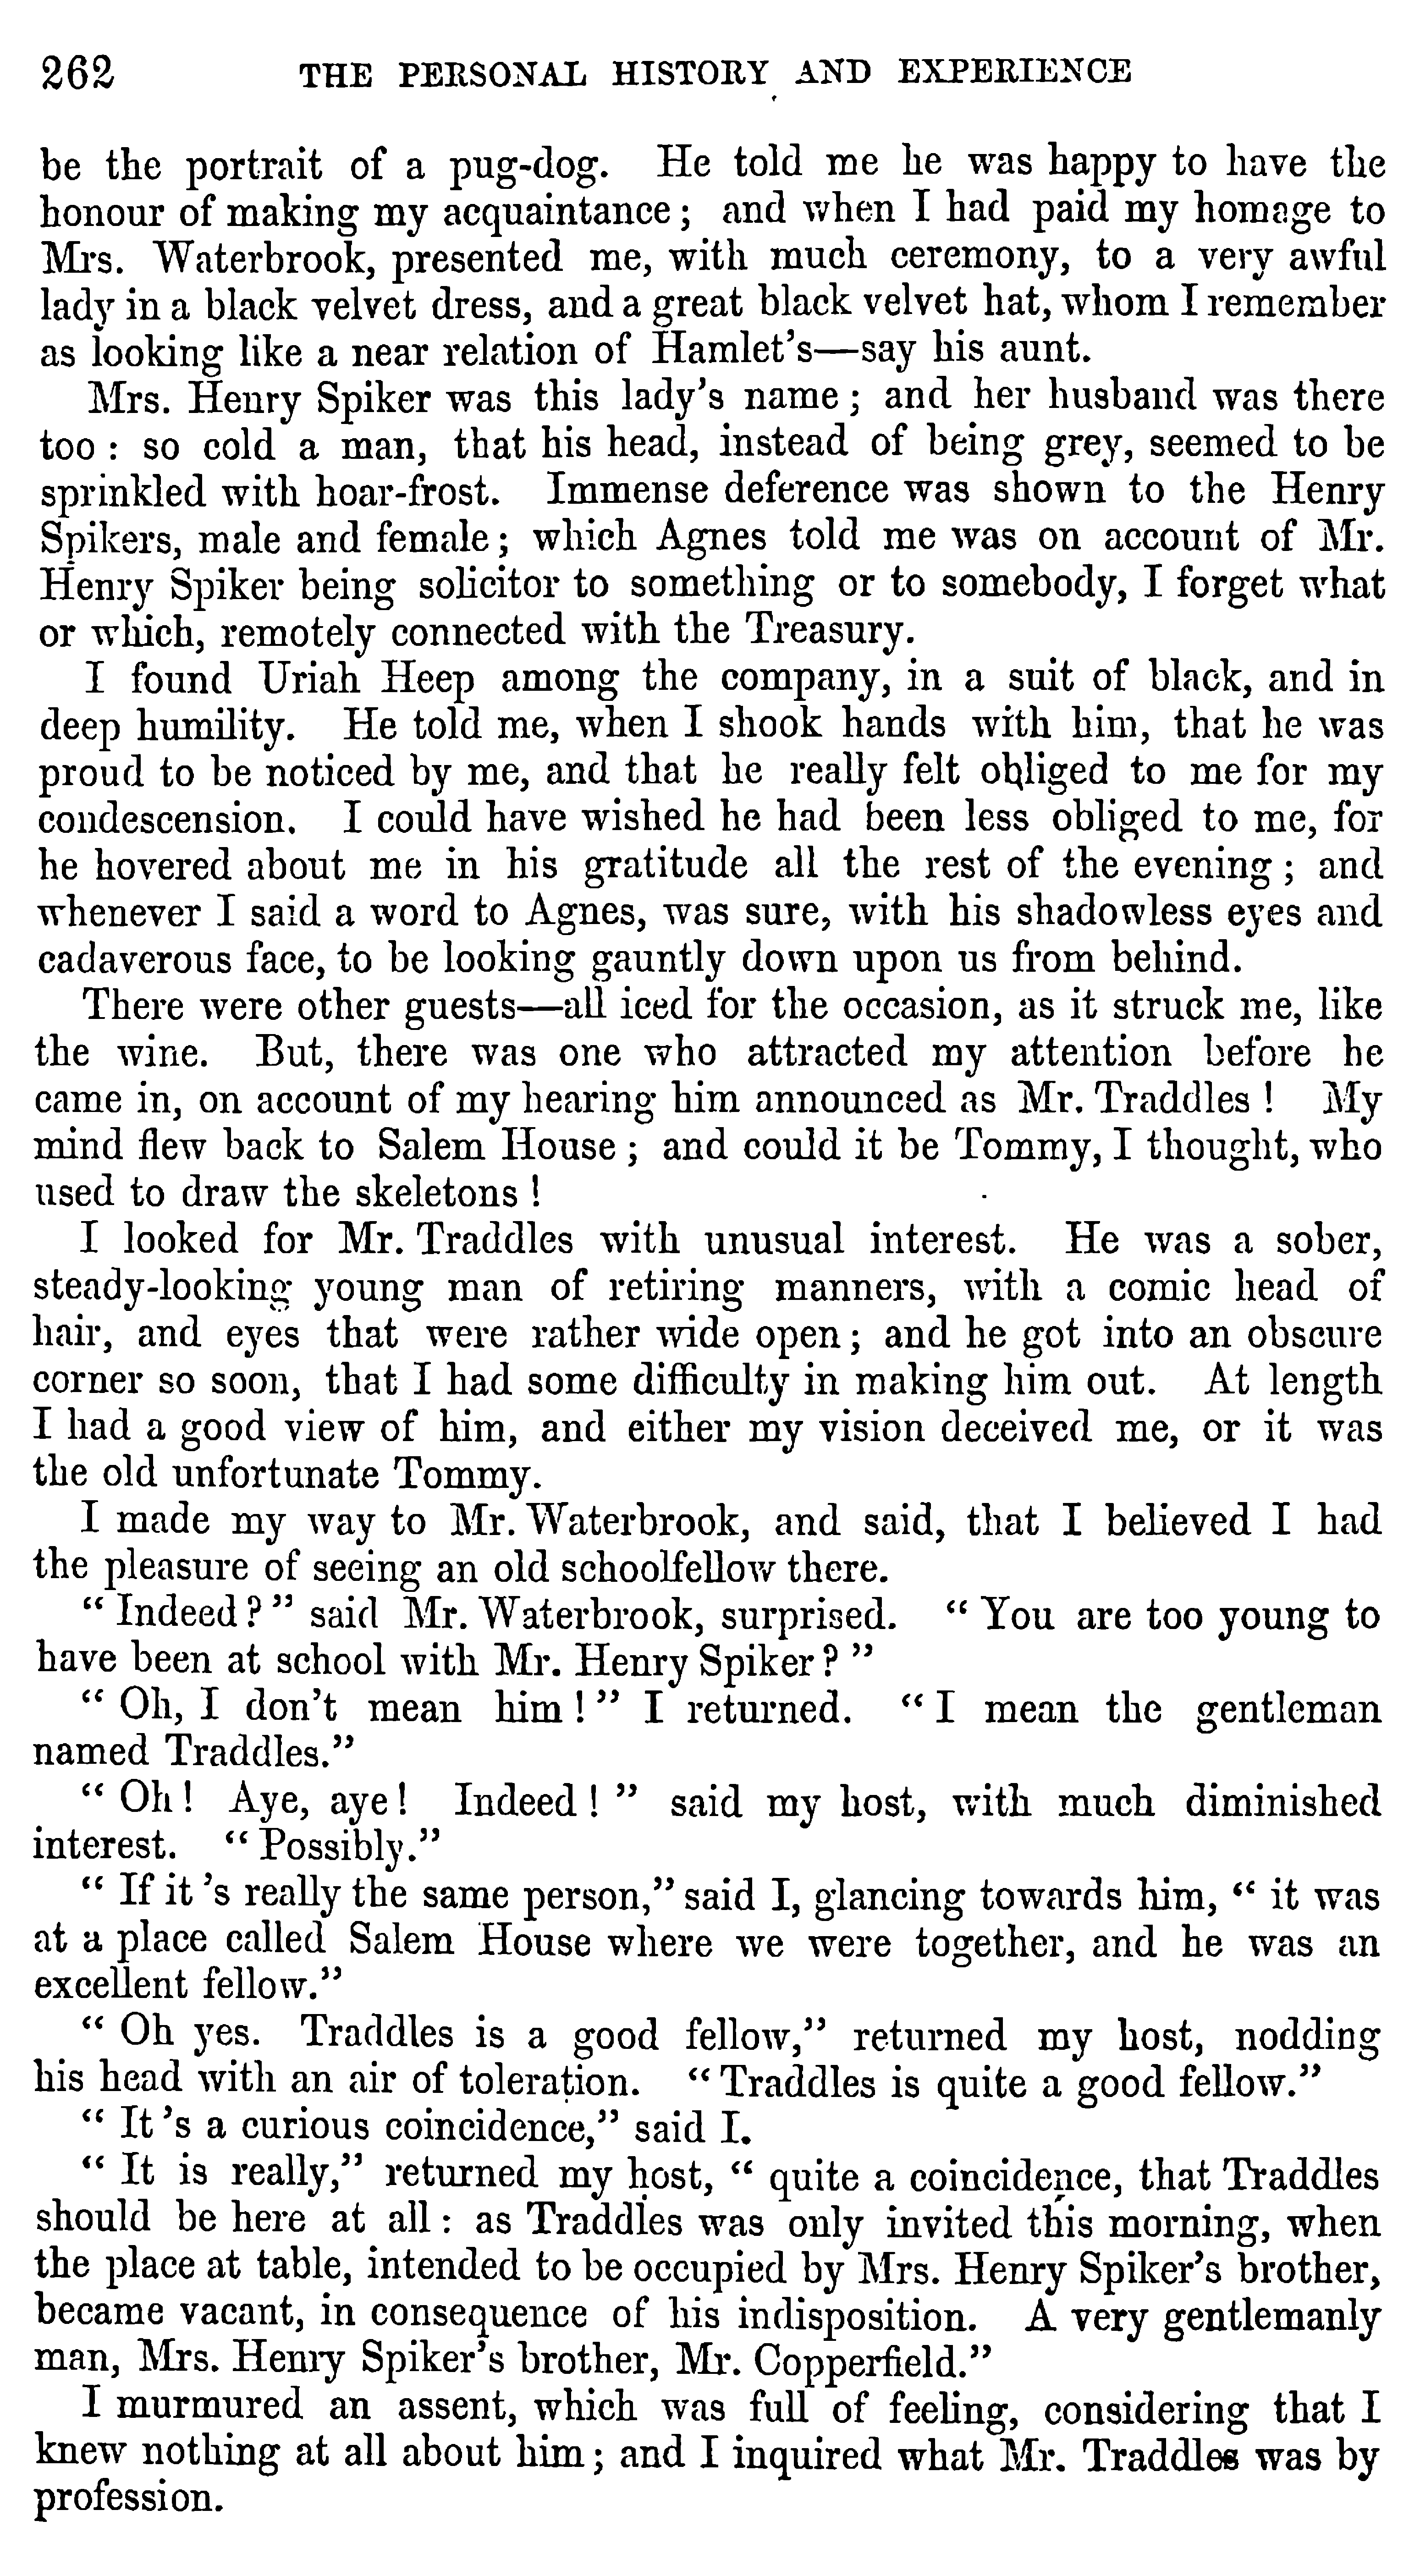 262 THE PERSONAL HISTORY AND EXPERIENCE
be the portrait of a pug-dog. He told me he was happy to have the
honour of making my acquaintance; and when I had paid my homage to
Mrs. Waterbrook, presented me, with much ceremony, to a very awful
lady in a black velvet dress, and a great black velvet hat, whom I remember
as looking like a near relation of Hamlet's—say his aunt.
Mrs. Henry Spiker was this lady's name; and her husband was there
too: so cold a man, that his head, instead of being grey, seemed to be
sprinkled with hoar-frost. Immense deference was shown to the Henry
Spikers, male and female; which Agnes told me was on account of Mr.
Henry Spiker being solicitor to something or to somebody, I forget what
or which, remotely connected with the Treasury.
I found Uriah Heep among the company, in a suit of black, and in
deep humility. He told me, when I shook hands with him, that he was
proud to be noticed by me, and that he really felt obliged to me for my
condescension. I could have wished he had been less obliged to me, for
he hovered about me in his gratitude all the rest of the evening; and
whenever I said a word to Agnes, was sure, with his shadowless eyes and
cadaverous face, to be looking gauntly down upon us from behind.
There were other guests—all iced for the occasion, as it struck me, like
the wine. But, there was one who attracted my attention before he
came in, on account of my hearing him announced as Mr. Traddles! My
mind flew back to Salem House; and could it be Tommy, I thought, who
used to draw the skeletons!
I looked for Mr. Traddles with unusual interest. He was a sober,
steady-looking young man of retiring manners, with a comic head of
hair, and eyes that were rather wide open; and he got into an obscure
corner so soon, that I had some difficulty in making him out. At length
I had a good view of him, and either my vision deceived me, or it was
the old unfortunate Tommy.
I made my way to Mr. Waterbrook, and said, that I believed I had
the pleasure of seeing an old schoolfellow there.
"Indeed?" said Mr. Waterbrook, surprised. "You are too young to
have been at school with Mr. Henry Spiker?"
"Oh, I don't mean him!" I returned. "I mean the gentleman
named Traddles."
"Oh! Aye, aye! Indeed!" said my host, with much diminished
interest. "Possibly."
"If it 's really the same person," said I, glancing towards him, "it was
at a place called Salem House where we were together, and he was an
excellent fellow."
"Oh yes. Traddles is a good fellow," returned my host, nodding
his head with an air of toleration. "Traddles is quite a good fellow."
"It 's a curious coincidence," said I.
"It is really," returned my host, "quite a coincidence, that Traddles
should be here at all: as Traddles was only invited this morning, when
the place at table, intended to be occupied by Mrs. Henry Spiker's brother,
became vacant, in consequence of his indisposition. A very gentlemanly
man, Mrs. Henry Spiker's brother, Mr. Copperfield."
I murmured an assent, which was full of feeling, considering that I
knew nothing at all about him; and I inquired what Mr. Traddles was by
profession.